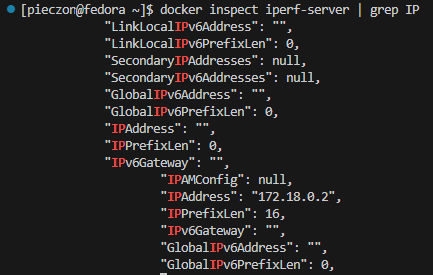 [pieczon@fedora ~]$ docker inspect iperf-server | grep IP
"LinkLocalIPv6Address": "",
"LinkLocalIPv6PrefixLen": 0,
"SecondaryIPAddresses": null,
"SecondaryIPv6Addresses": null,
"GlobalIPv6Address": "",
"GlobalIPv6PrefixLen": 0,
"IPAddress": "",
"IPPrefixLen": 0,
"IPv6Gateway": "",
"IPAMConfig": null,
"IPAddress": "172.18.0.2",
"IPPrefixLen": 16,
"IPv6Gateway": "",
"GlobalIPv6Address": "",
"GlobalIPv6PrefixLen": 0,